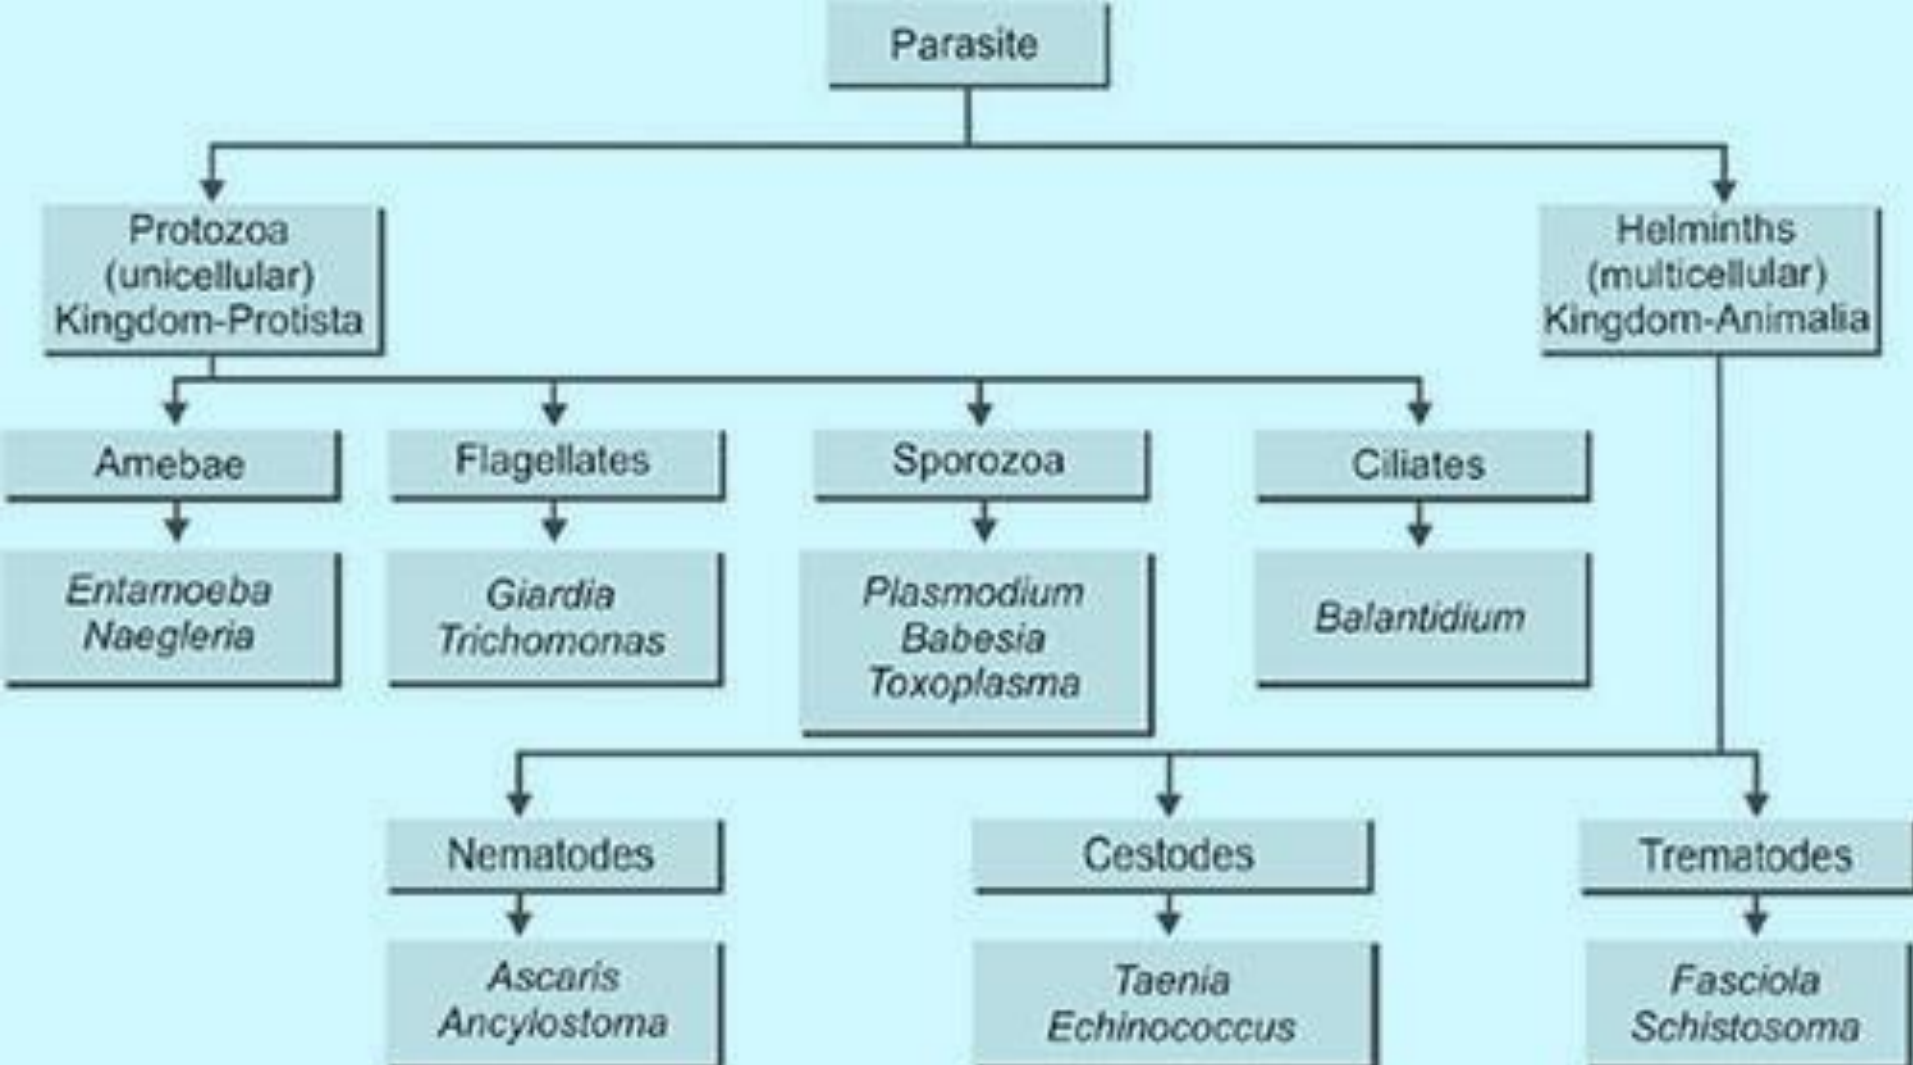 Parasite
Protozoa
(unicellular)
Kingdom-Protista
Helminths
(multicellular)
Kingdom-Animalia
Amebae
Flagellates
Sporozoa
Ciliates
Entamoeba
Naegleria
Giardia
Trichomonas
Plasmodium
Babesia
Toxoplasma
Balantidium
Nematodes
Cestodes
Trematodes
Ascaris
Ancylostoma
Taenia
Echinococcus
Fasciola
Schistosoma